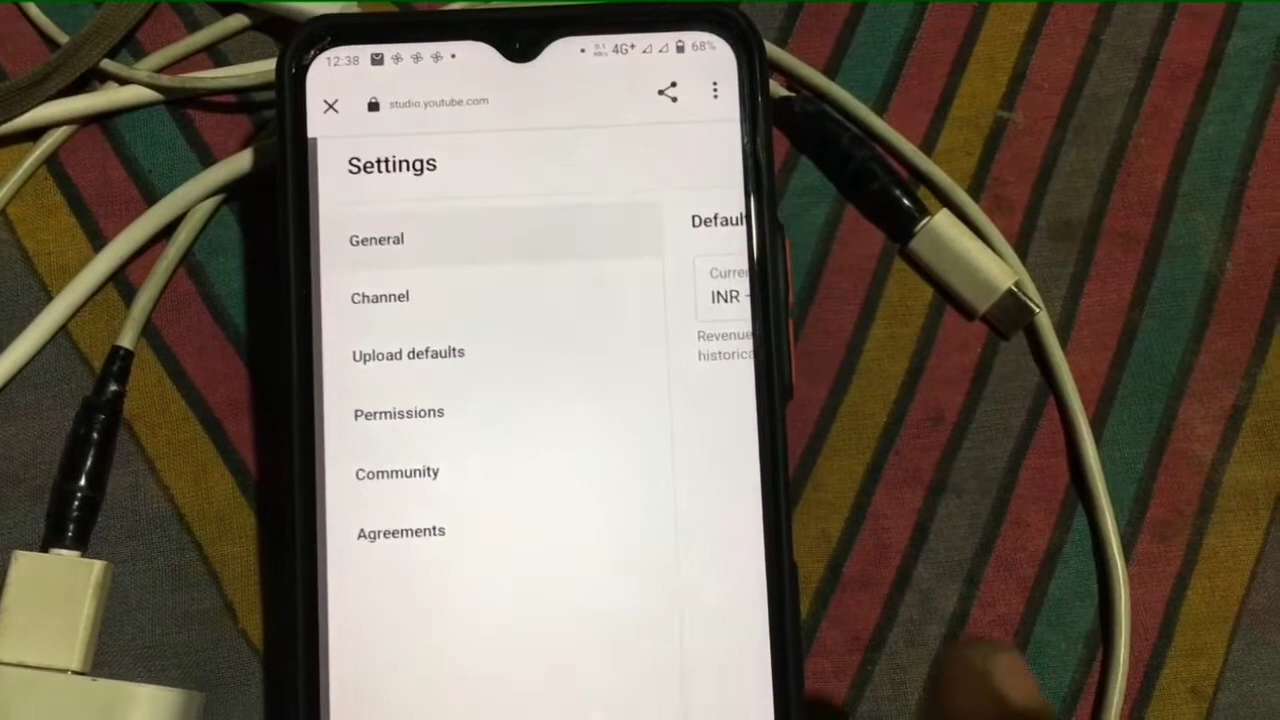 12:38
4G+ 68%
studio.youtube.com
Settings
General
Channel
Upload defaults
Permissions
Community
Agreements
Defaul
Curre
INR -
Revenue
historica